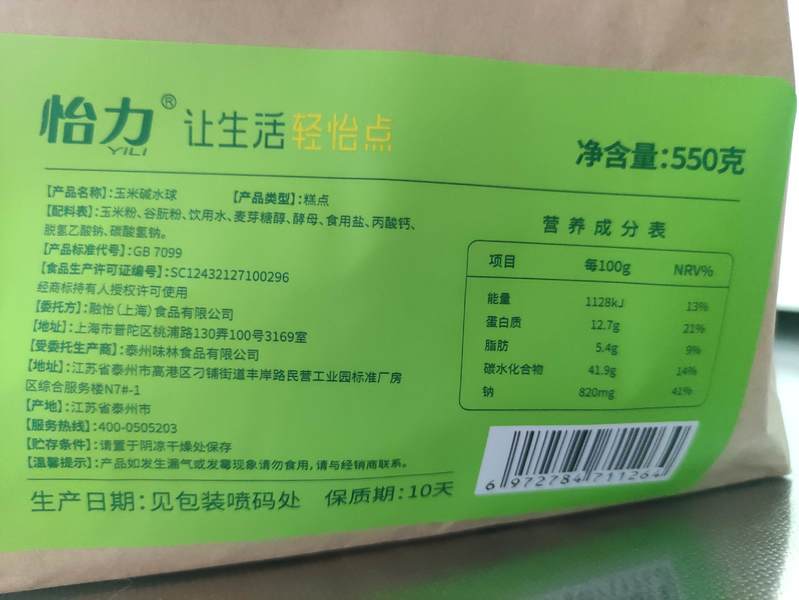 怡力® 让生活轻怡点
YILI
净含量:550克
【产品名称】:玉米碱水球 【产品类型】:糕点
【配料表】:玉米粉、谷朊粉、饮用水、麦芽糖醇、酵母、食用盐、丙酸钙、
脱氢乙酸钠、碳酸氢钠。
【产品标准代号】:GB 7099
【食品生产许可证编号】:SC12432127100296
经商标持有人授权许可使用
【委托方】:融怡(上海)食品有限公司
【地址】:上海市普陀区桃浦路130弄100号3169室
【受委托生产商】:泰州味林食品有限公司
【地址】:江苏省泰州市高港区刁铺街道丰岸路民营工业园标准厂房
区综合服务楼N7#-1
【产地】:江苏省泰州市
【服务热线】:400-0505203
【贮存条件】:请置于阴凉干燥处保存
【温馨提示】:产品如发生漏气或发霉现象请勿食用,请与经销商联系。
生产日期:见包装喷码处 保质期:10天
营养成分表
项目 每100g NRV%
能量 1128kJ 13%
蛋白质 12.7g 21%
脂肪 5.4g 9%
碳水化合物 41.9g 14%
钠 820mg 41%
6 972784 711264